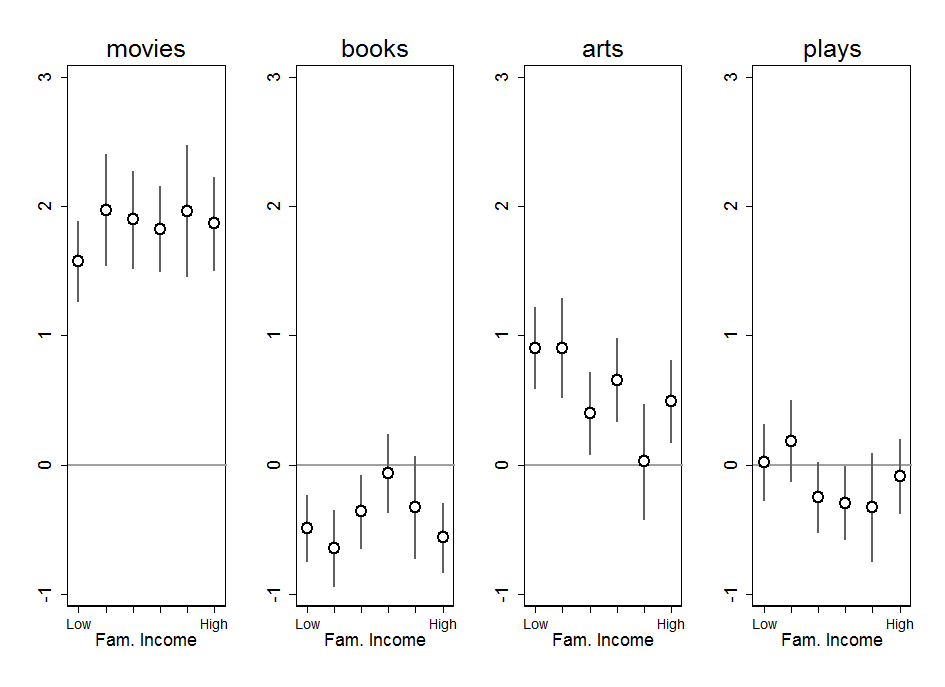 movies
3
2
1
0
-1
Low High
Fam. Income
books
3
2
1
0
-1
Low High
Fam. Income
arts
3
2
1
0
-1
Low High
Fam. Income
plays
3
2
1
0
-1
Low High
Fam. Income